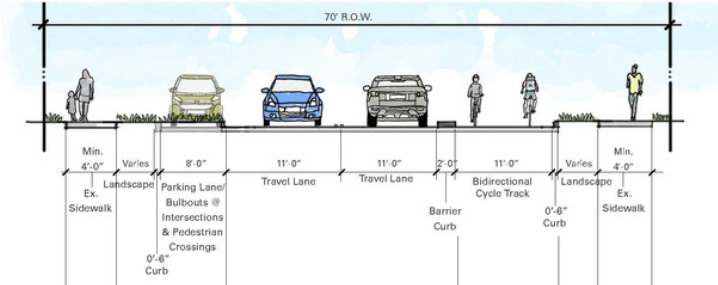 70' R.O.W.
Min.
4'-0"
Ex.
Sidewalk
Varies
Landscape
0'-6"
Curb
8'-0"
Parking Lane/
Bulbouts @
Intersections
& Pedestrian
Crossings
11'-0"
Travel Lane
11'-0"
Travel Lane
2'-0"
Barrier
Curb
11'-0"
Bidirectional
Cycle Track
0'-6"
Curb
Varies
Landscape
Min.
4'-0"
Ex.
Sidewalk